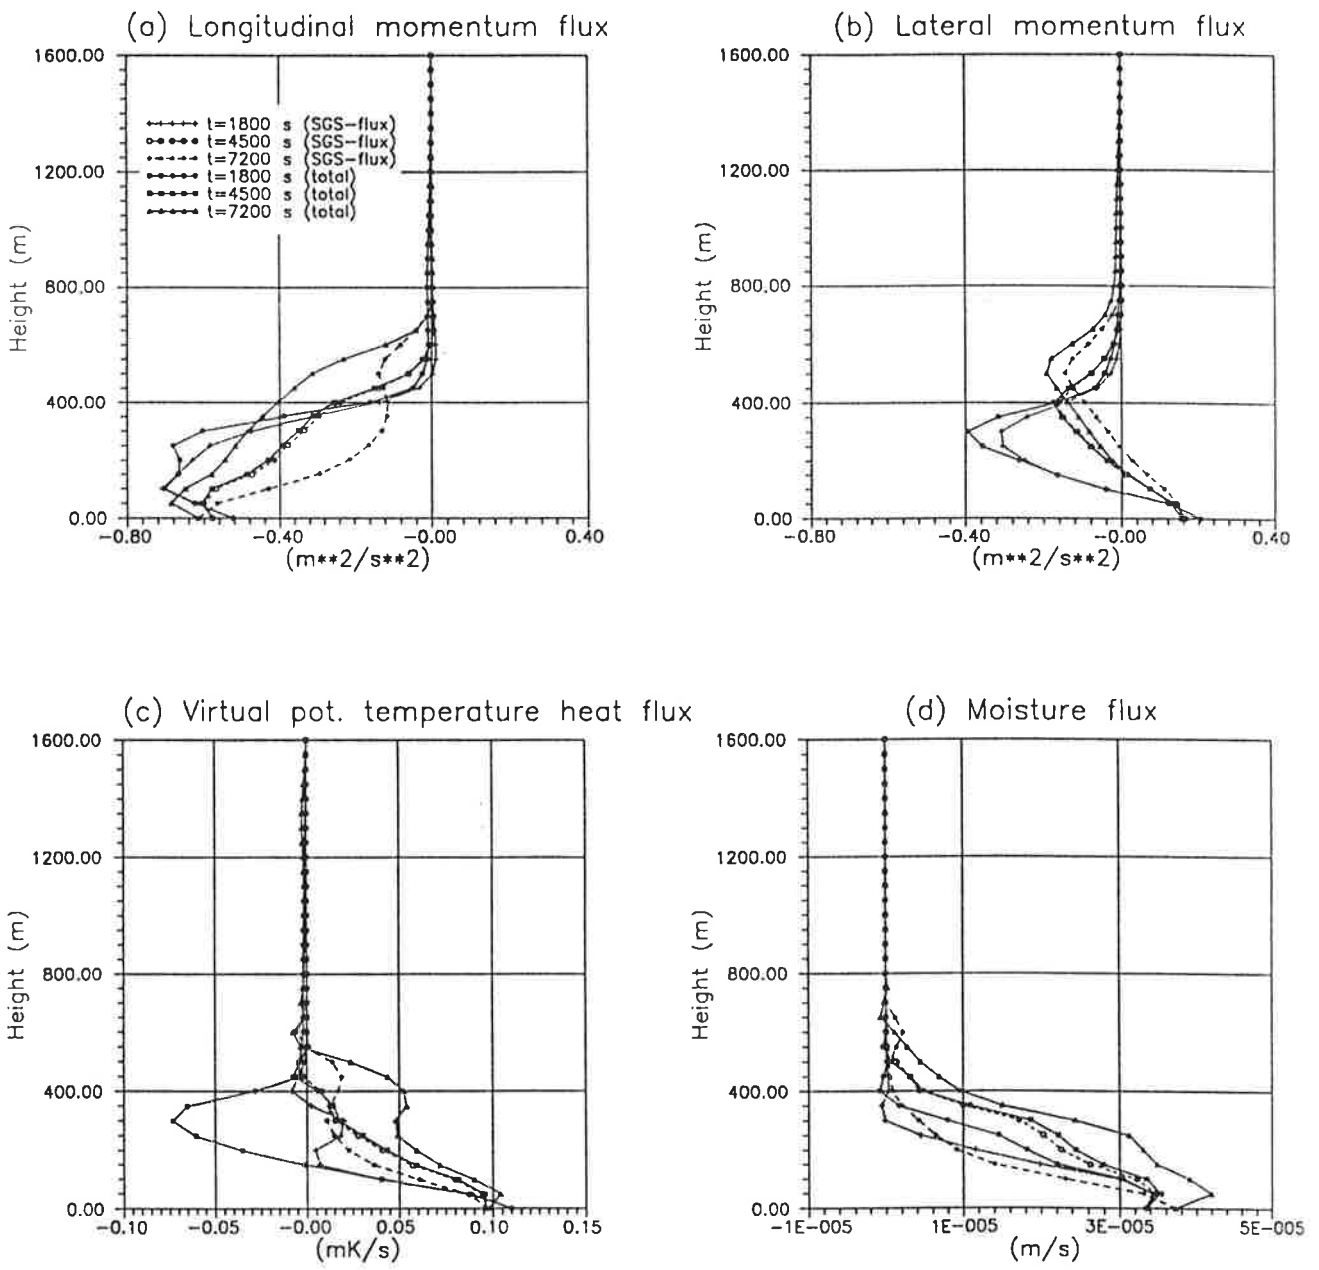 (a) Longitudinal momentum flux
1600.00
1200.00
800.00
400.00
0.00
Height (m)
t=1800 s (SGS-flux)
t=4500 s (SGS-flux)
t=7200 s (SGS-flux)
t=1800 s (total)
t=4500 s (total)
t=7200 s (total)
-0.80 -0.40 -0.00 0.40
(m**2/s**2)
(b) Lateral momentum flux
1600.00
1200.00
800.00
400.00
0.00
Height (m)
-0.80 -0.40 -0.00 0.40
(m**2/s**2)
(c) Virtual pot. temperature heat flux
1600.00
1200.00
800.00
400.00
0.00
Height (m)
-0.10 -0.05 -0.00 0.05 0.10 0.15
(mK/s)
(d) Moisture flux
1600.00
1200.00
800.00
400.00
0.00
Height (m)
-1E-005 1E-005 3E-005 5E-005
(m/s)